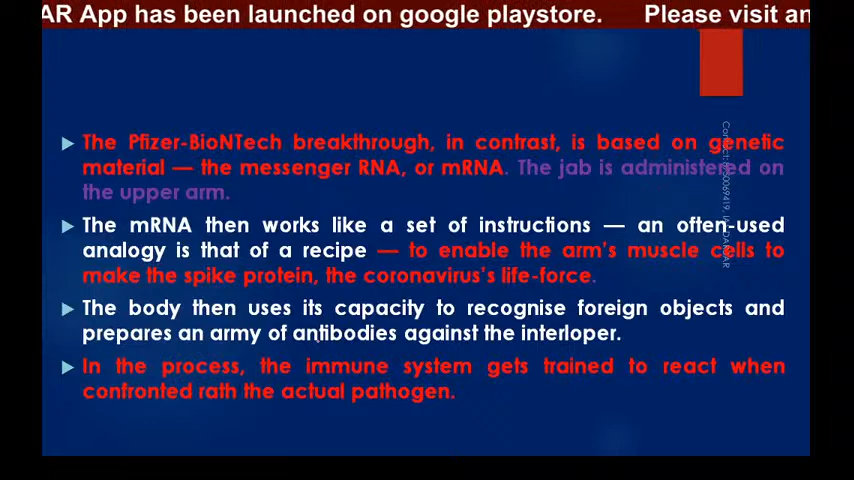 AR App has been launched on google playstore. Please visit an
The Pfizer-BioNTech breakthrough, in contrast, is based on genetic
material — the messenger RNA, or mRNA. The jab is administered on
the upper arm.
The mRNA then works like a set of instructions — an often-used
analogy is that of a recipe — to enable the arm's muscle cells to
make the spike protein, the coronavirus's life-force.
The body then uses its capacity to recognise foreign objects and
prepares an army of antibodies against the interloper.
In the process, the immune system gets trained to react when
confronted rath the actual pathogen.